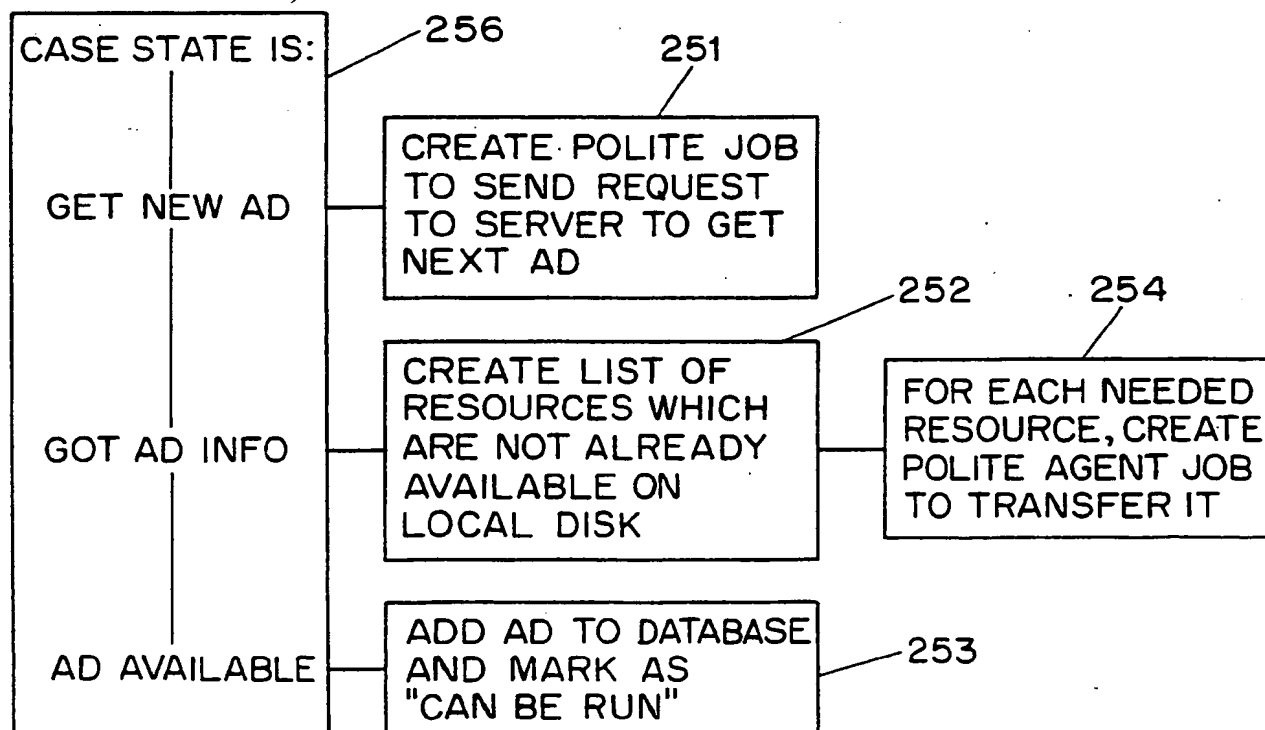 CASE STATE IS:
256
251
CREATE POLITE JOB
TO SEND REQUEST
TO SERVER TO GET
NEXT AD
GET NEW AD
252
254
CREATE LIST OF
RESOURCES WHICH
ARE NOT ALREADY
AVAILABLE ON
LOCAL DISK
FOR EACH NEEDED
RESOURCE, CREATE
POLITE AGENT JOB
TO TRANSFER IT
GOT AD INFO
ADD AD TO DATABASE
AND MARK AS
"CAN BE RUN"
253
AD AVAILABLE